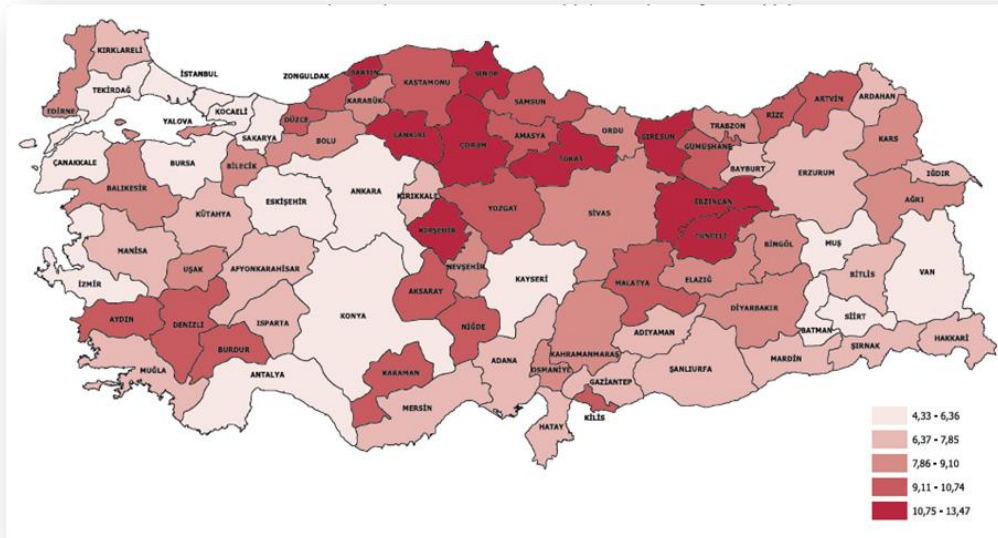 KIRKLARELİ
EDİRNE
TEKİRDAĞ
İSTANBUL
YALOVA
KOCAELİ
SAKARYA
ÇANAKKALE
BURSA
BİLECİK
BALIKESİR
KÜTAHYA
ESKİŞEHİR
MANİSA
İZMİR
UŞAK
AFYONKARAHİSAR
AYDIN
DENİZLİ
ISPARTA
BURDUR
MUĞLA
ANTALYA
ZONGULDAK
BARTIN
KARABÜK
KASTAMONU
SİNOP
DÜZCE
BOLU
ÇANKIRI
ÇORUM
SAMSUN
AMASYA
TOKAT
ORDU
GİRESUN
TRABZON
GÜMÜŞHANE
RİZE
ARTVİN
ARDAHAN
KARS
BAYBURT
ERZURUM
IĞDIR
AĞRI
ANKARA
KIRIKKALE
KIRŞEHİR
YOZGAT
SİVAS
ERZİNCAN
TUNCELİ
BİNGÖL
MUŞ
BİTLİS
VAN
NEVŞEHİR
KAYSERİ
MALATYA
ELAZIĞ
DİYARBAKIR
BATMAN
SİİRT
KONYA
AKSARAY
NİĞDE
KARAMAN
MERSİN
ADANA
OSMANİYE
KAHRAMANMARAŞ
ADIYAMAN
GAZİANTEP
KİLİS
HATAY
ŞANLIURFA
MARDİN
ŞIRNAK
HAKKARİ
4,33 - 6,36
6,37 - 7,85
7,86 - 9,10
9,11 - 10,74
10,75 - 13,47